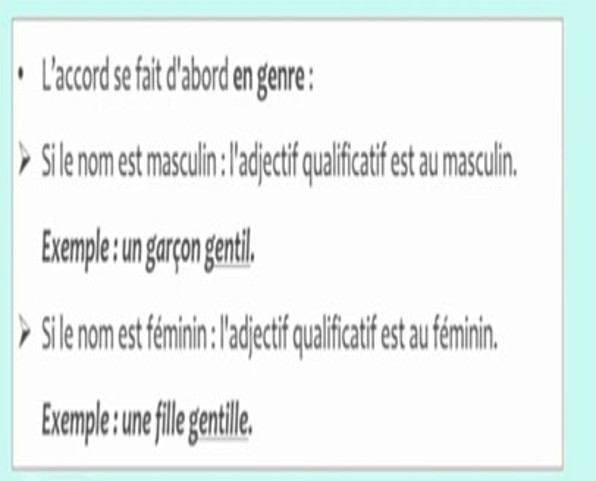 • L'accord se fait d'abord en genre :
➢ Si le nom est masculin : l'adjectif qualificatif est au masculin.
Exemple : un garçon gentil.
➢ Si le nom est féminin : l'adjectif qualificatif est au féminin.
Exemple : une fille gentille.